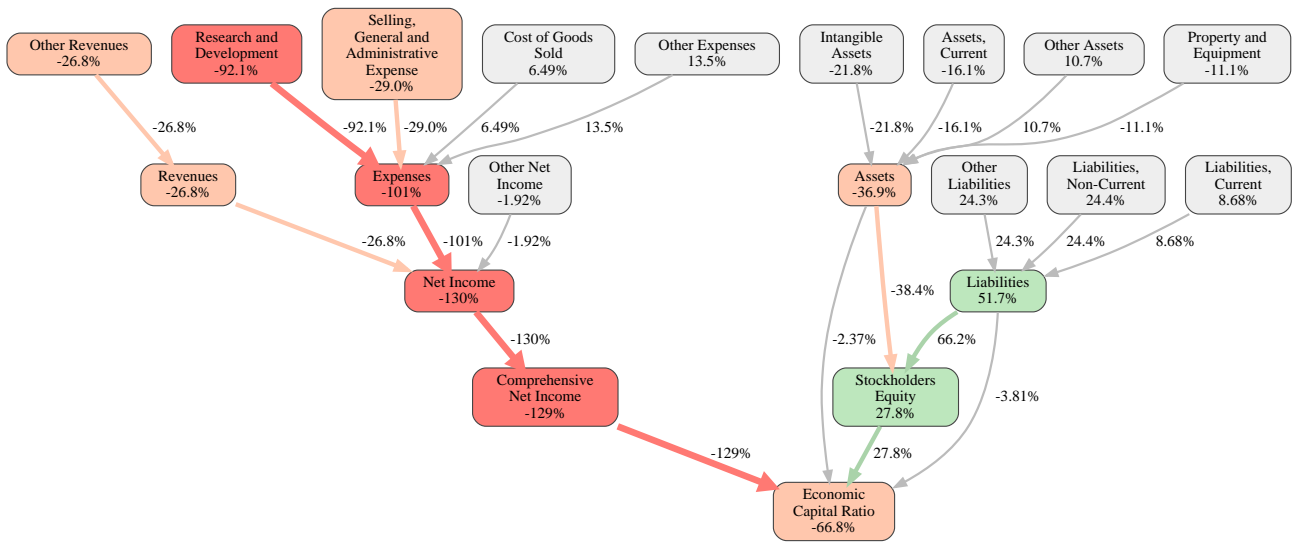 Other Revenues
-26.8%
Research and
Development
-92.1%
Selling,
General and
Administrative
Expense
-29.0%
Cost of Goods
Sold
6.49%
Other Expenses
13.5%
Intangible
Assets
-21.8%
Assets,
Current
-16.1%
Other Assets
10.7%
Property and
Equipment
-11.1%
-26.8%
-92.1%
-29.0%
6.49%
13.5%
-21.8%
-16.1%
10.7%
-11.1%
Revenues
-26.8%
Expenses
-101%
Other Net
Income
-1.92%
Assets
-36.9%
Other
Liabilities
24.3%
Liabilities,
Non-Current
24.4%
Liabilities,
Current
8.68%
-26.8%
-101%
-1.92%
24.3%
24.4%
8.68%
Net Income
-130%
-38.4%
Liabilities
51.7%
-130%
-2.37%
66.2%
Comprehensive
Net Income
-129%
Stockholders
Equity
27.8%
-3.81%
-129%
27.8%
Economic
Capital Ratio
-66.8%